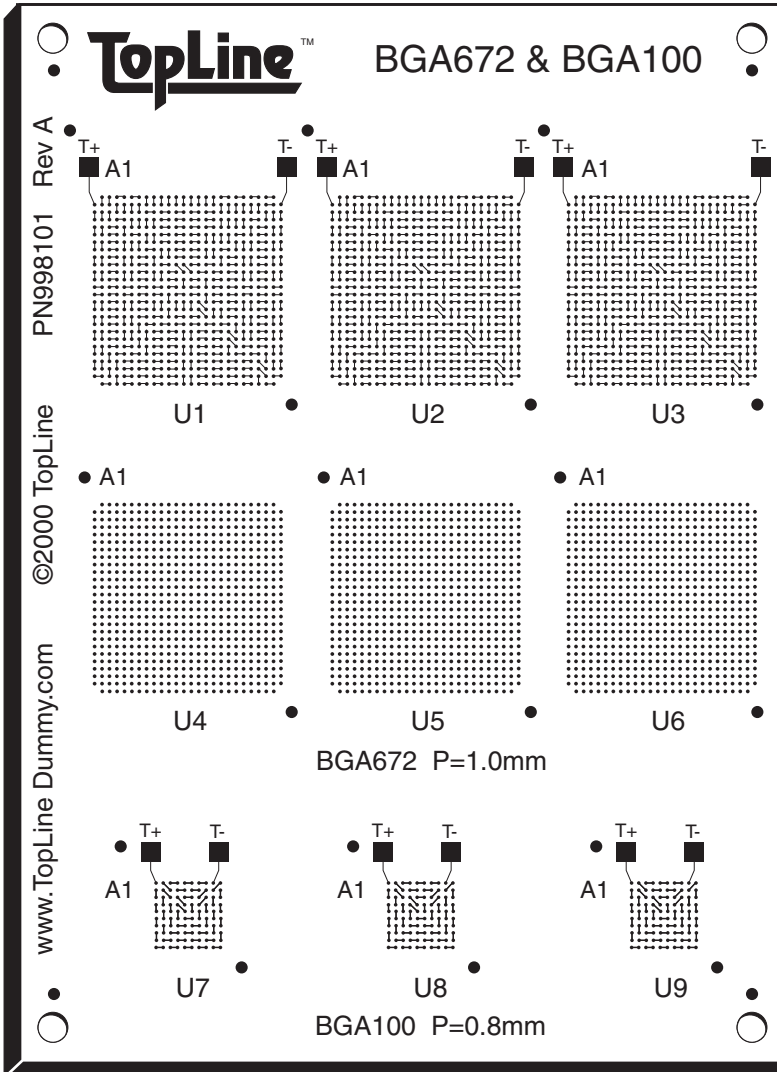 TopLine™
BGA672 & BGA100
www.TopLine Dummy.com ©2000 TopLine PN998101 Rev A
T+ T- T+ T- T+ T-
A1 A1 A1
U1 U2 U3
A1 A1 A1
U4 U5 U6
BGA672 P=1.0mm
T+ T- T+ T- T+ T-
A1 A1 A1
U7 U8 U9
BGA100 P=0.8mm